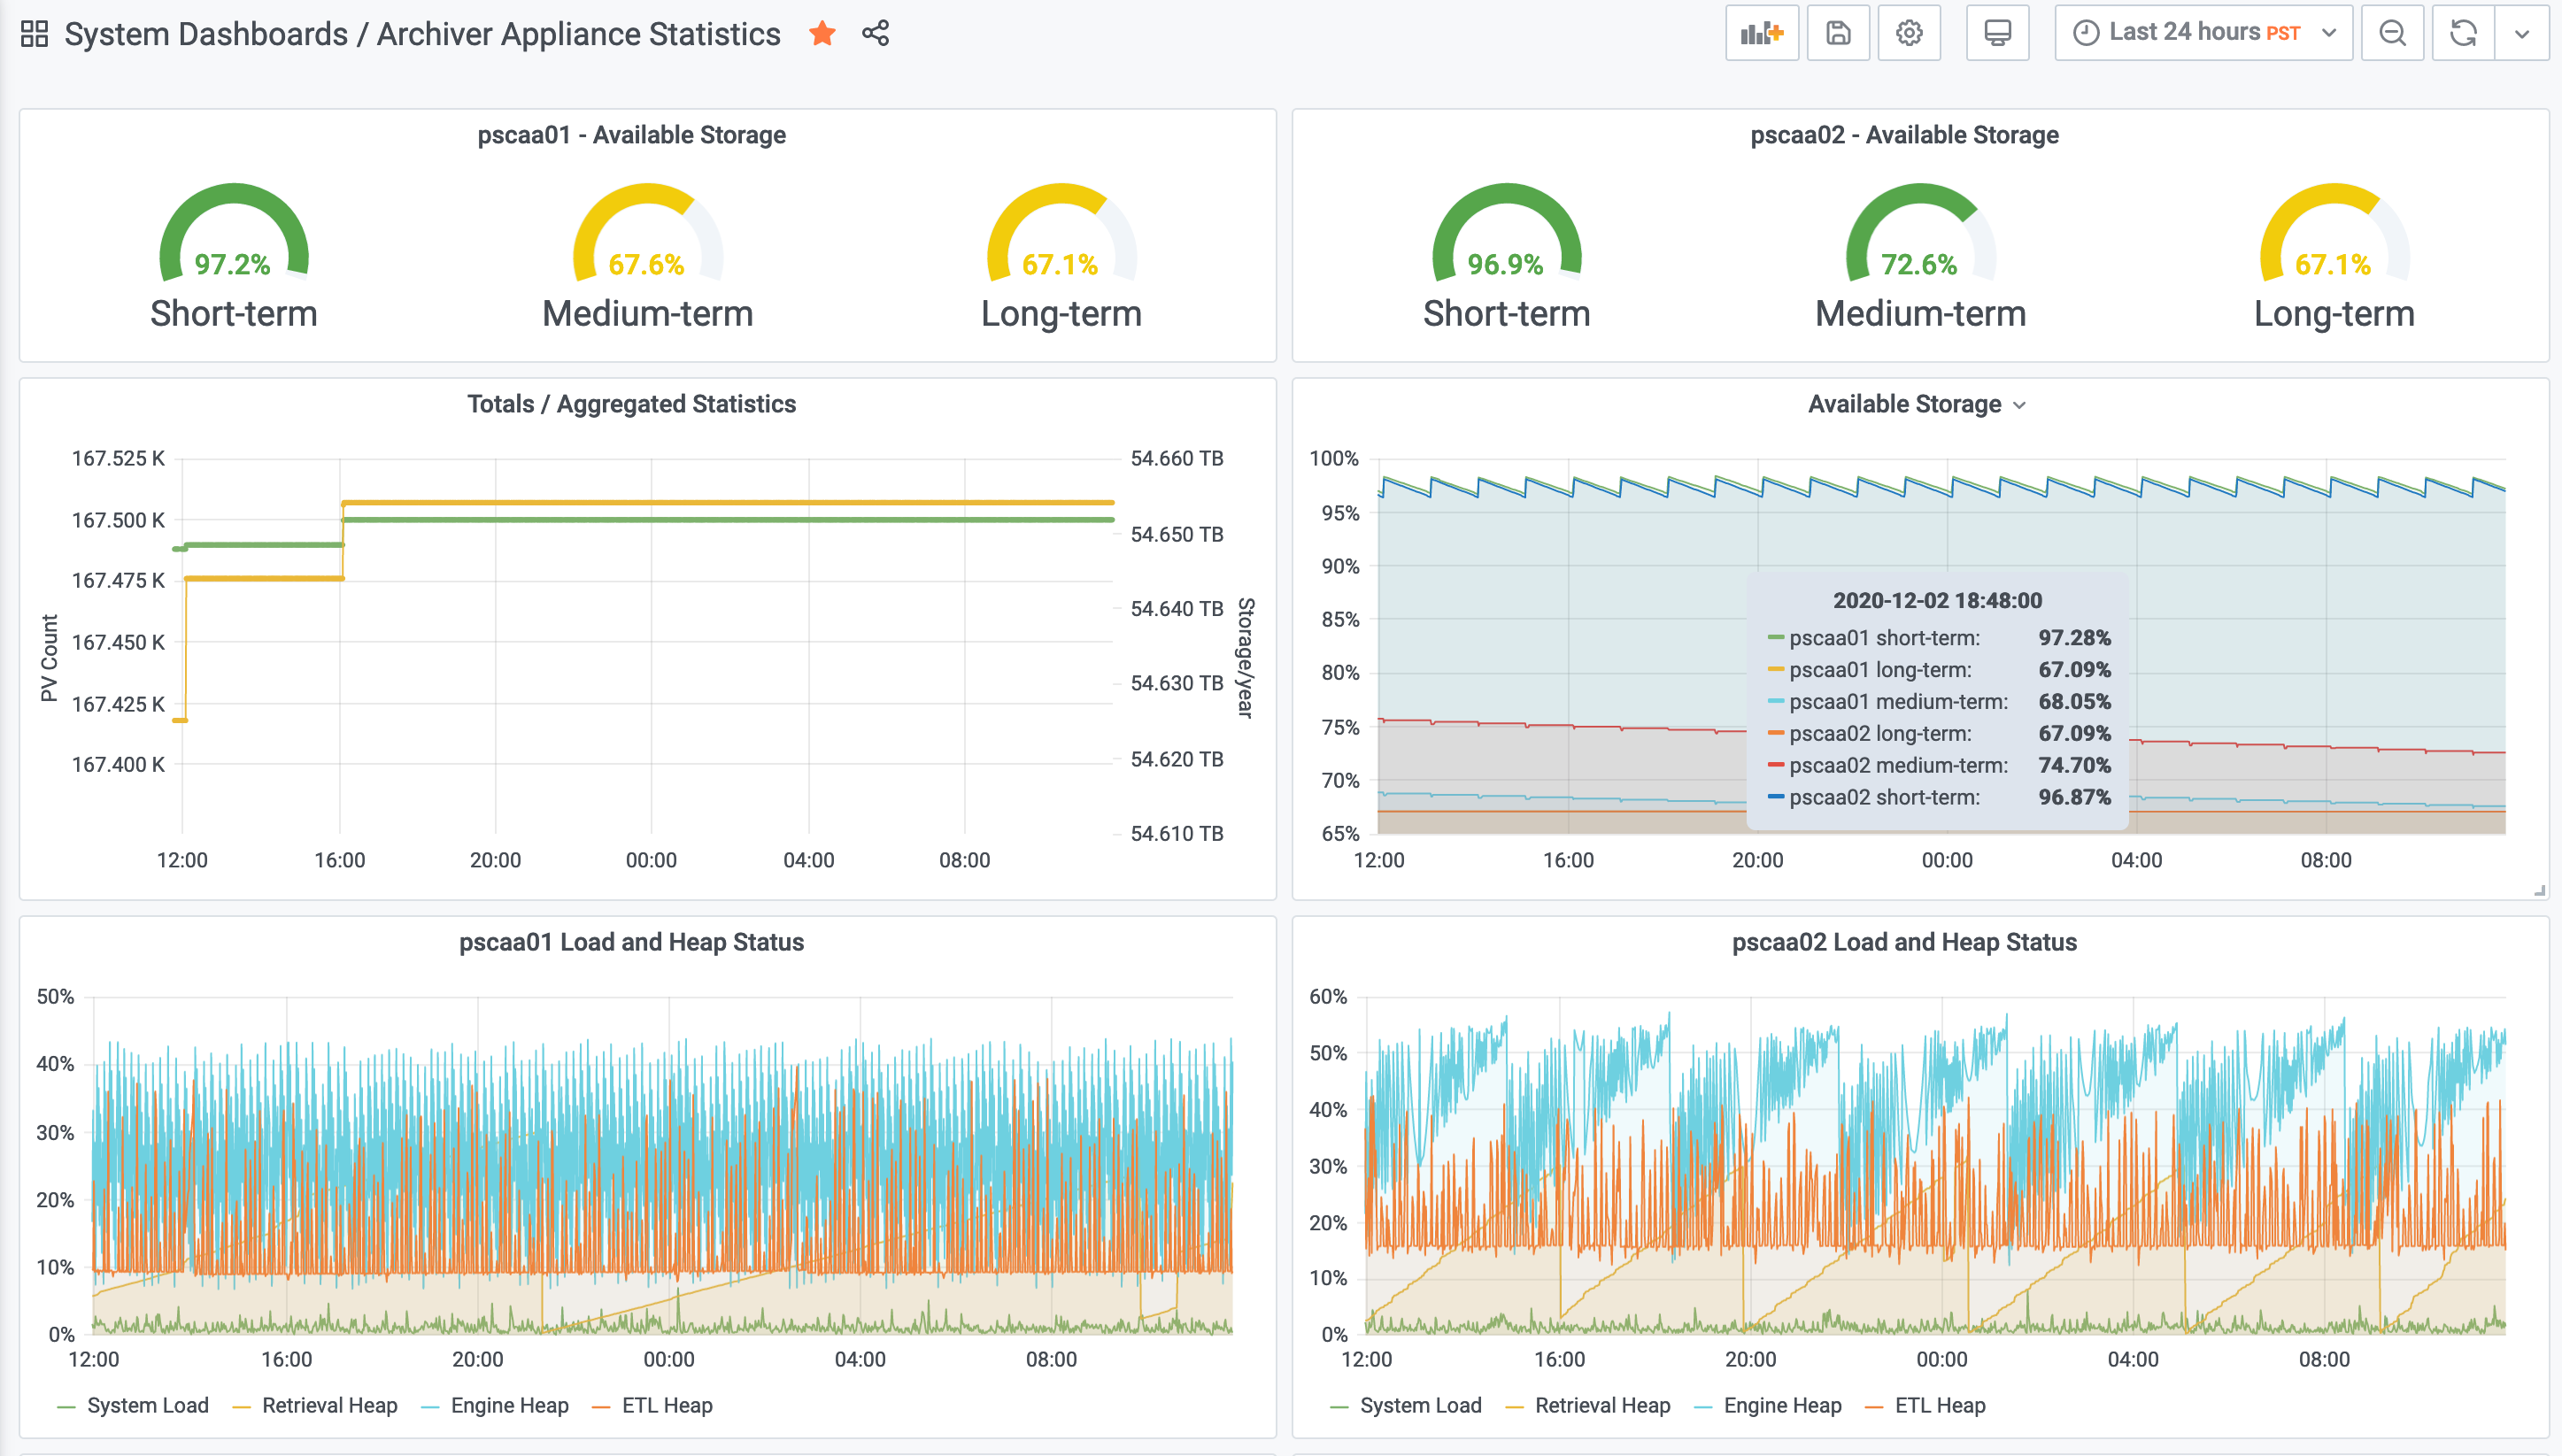 System Dashboards / Archiver Appliance Statistics
Last 24 hours PST
pscaa01 - Available Storage
97.2%
67.6%
67.1%
Short-term
Medium-term
Long-term
pscaa02 - Available Storage
96.9%
72.6%
67.1%
Short-term
Medium-term
Long-term
Totals / Aggregated Statistics
PV Count
167.525 K
167.500 K
167.475 K
167.450 K
167.425 K
167.400 K
54.660 TB
54.650 TB
54.640 TB
54.630 TB
54.620 TB
54.610 TB
Storage/year
12:00
16:00
20:00
00:00
04:00
08:00
Available Storage
100%
95%
90%
85%
80%
75%
70%
65%
2020-12-02 18:48:00
pscaa01 short-term: 97.28%
pscaa01 long-term: 67.09%
pscaa01 medium-term: 68.05%
pscaa02 long-term: 67.09%
pscaa02 medium-term: 74.70%
pscaa02 short-term: 96.87%
12:00
16:00
20:00
00:00
04:00
08:00
pscaa01 Load and Heap Status
50%
40%
30%
20%
10%
0%
12:00
16:00
20:00
00:00
04:00
08:00
System Load
Retrieval Heap
Engine Heap
ETL Heap
pscaa02 Load and Heap Status
60%
50%
40%
30%
20%
10%
0%
12:00
16:00
20:00
00:00
04:00
08:00
System Load
Retrieval Heap
Engine Heap
ETL Heap